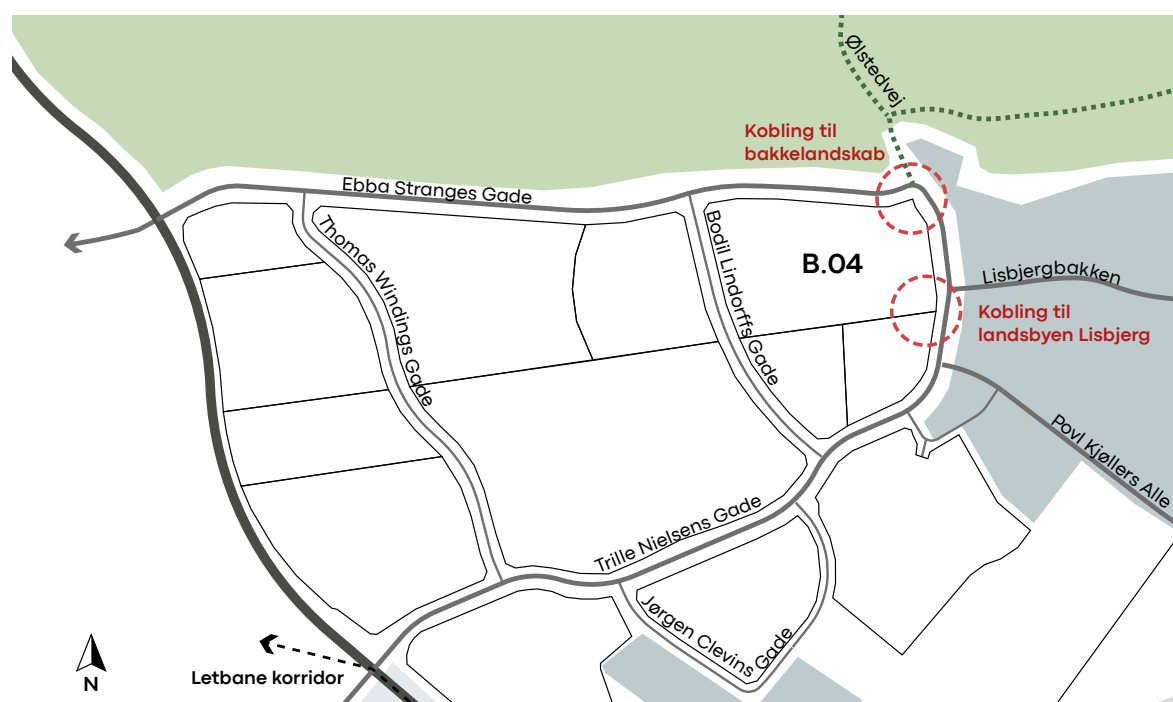 Ølstedvej
Kobling til
bakkelandskab
Ebba Stranges Gade
Thomas Windings Gade
Bodil Lindorffs Gade
B.04
Lisbjergbakken
Kobling til
landsbyen Lisbjerg
Povl Kjøllers Alle
Trille Nielsens Gade
Jørgen Clevins Gade
Letbane korridor
N